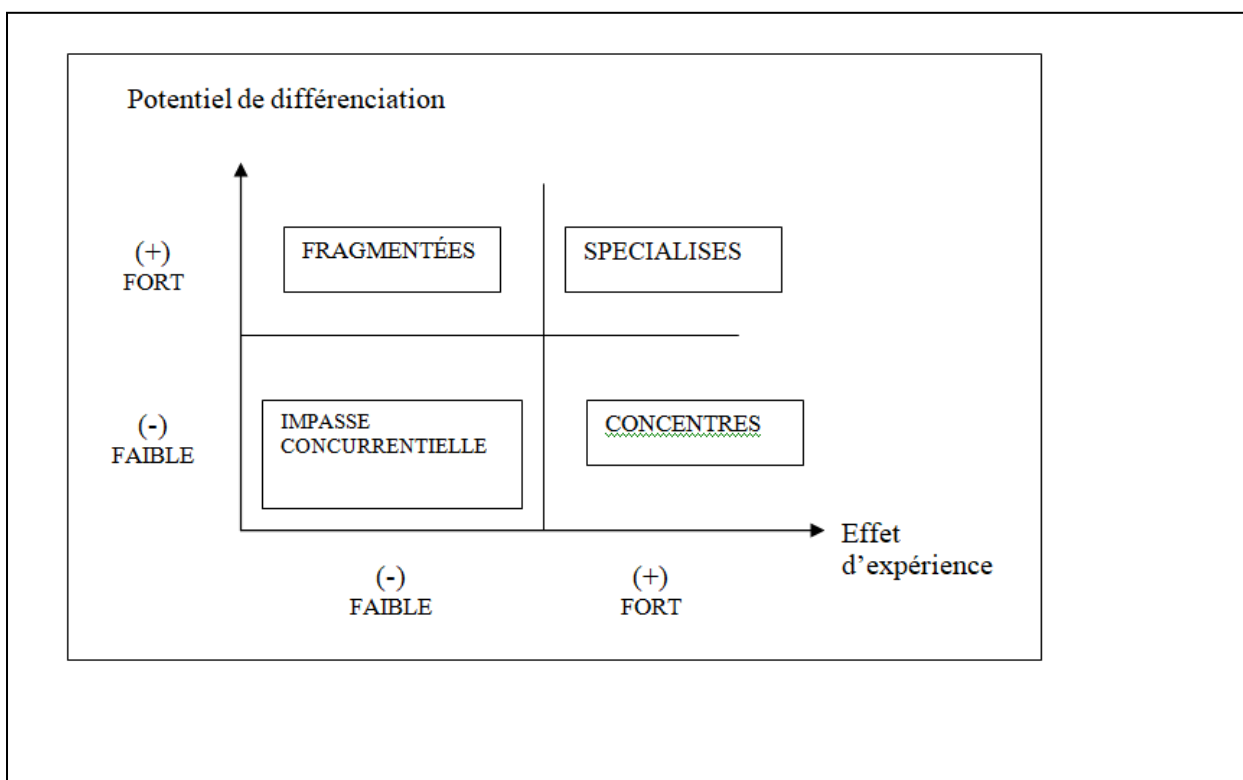 Potentiel de différenciation
(+)
FORT
FRAGMENTÉES
SPECIALISES
(-)
FAIBLE
IMPASSE
CONCURRENTIELLE
CONCENTRES
Effet
d’expérience
(-)
FAIBLE
(+)
FORT